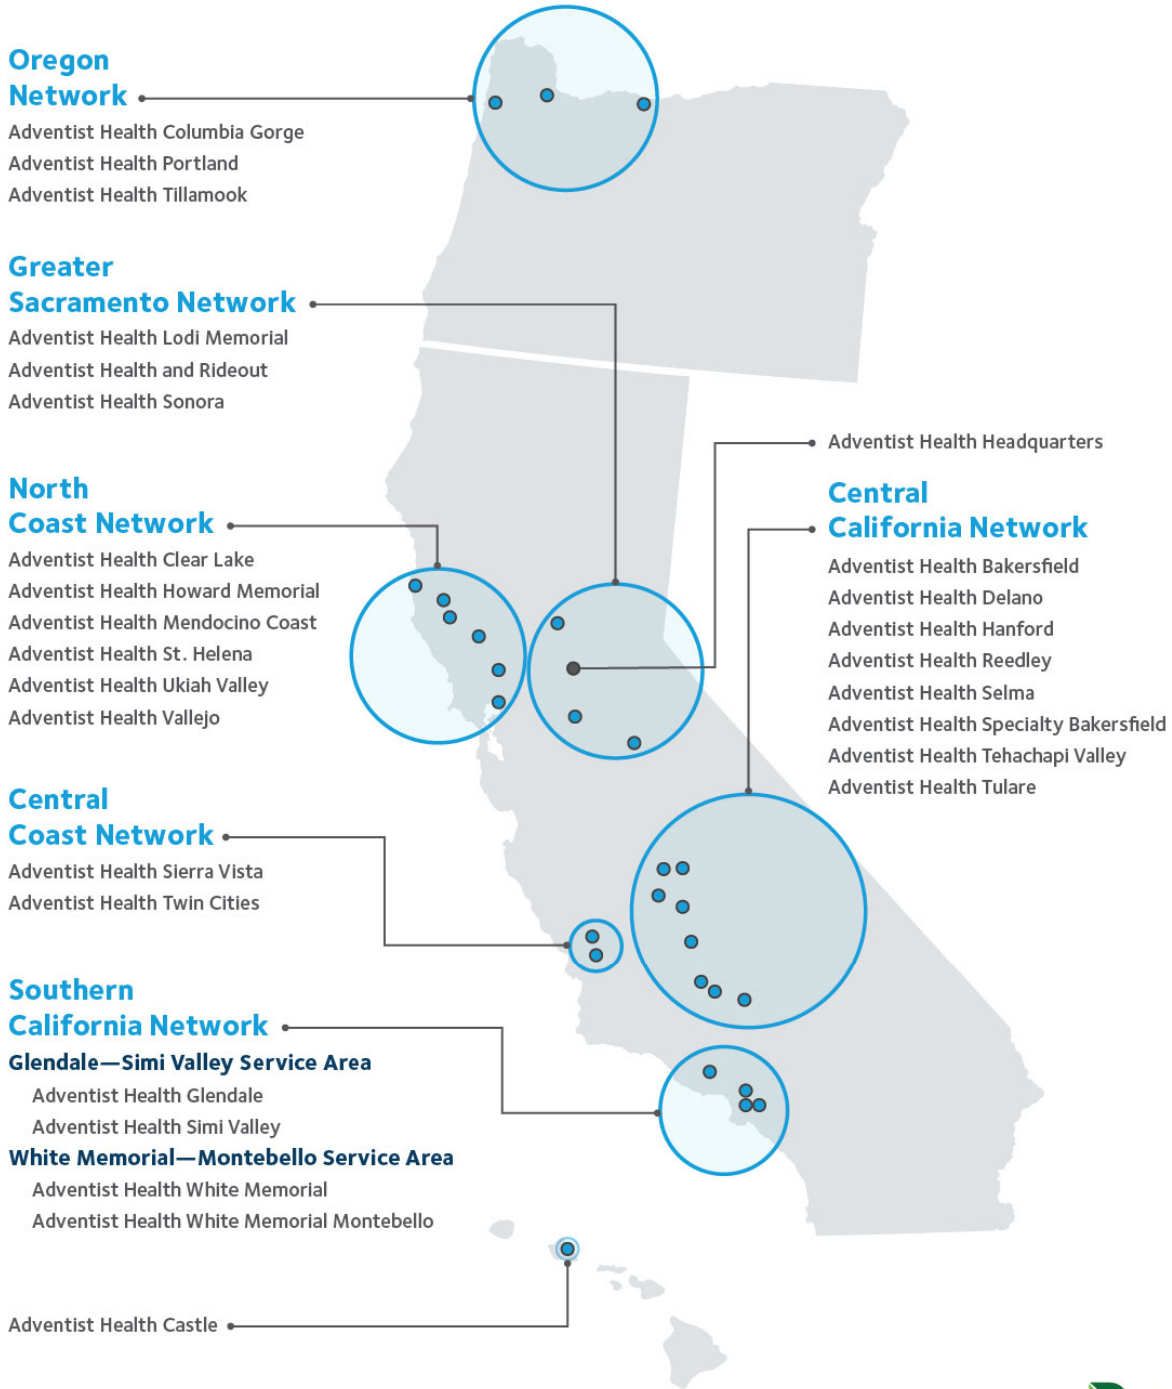 Oregon
Network
Adventist Health Columbia Gorge
Adventist Health Portland
Adventist Health Tillamook
Greater
Sacramento Network
Adventist Health Lodi Memorial
Adventist Health and Rideout
Adventist Health Sonora
North
Coast Network
Adventist Health Clear Lake
Adventist Health Howard Memorial
Adventist Health Mendocino Coast
Adventist Health St. Helena
Adventist Health Ukiah Valley
Adventist Health Vallejo
Central
Coast Network
Adventist Health Sierra Vista
Adventist Health Twin Cities
Southern
California Network
Glendale—Simi Valley Service Area
Adventist Health Glendale
Adventist Health Simi Valley
White Memorial—Montebello Service Area
Adventist Health White Memorial
Adventist Health White Memorial Montebello
Adventist Health Castle
Adventist Health Headquarters
Central
California Network
Adventist Health Bakersfield
Adventist Health Delano
Adventist Health Hanford
Adventist Health Reedley
Adventist Health Selma
Adventist Health Specialty Bakersfield
Adventist Health Tehachapi Valley
Adventist Health Tulare